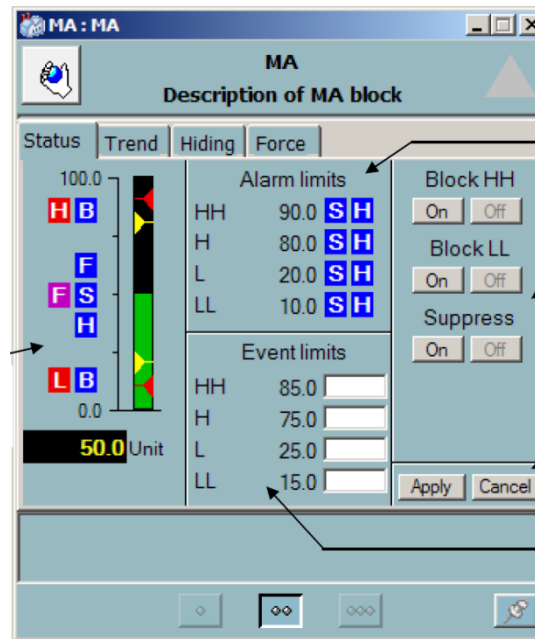 MA : MA
MA
Description of MA block
Status Trend Hiding Force
100.0
H B
F
F S
H
L B
0.0
50.0 Unit
Alarm limits
HH 90.0 S H
H 80.0 S H
L 20.0 S H
LL 10.0 S H
Event limits
HH 85.0
H 75.0
L 25.0
LL 15.0
Block HH
On Off
Block LL
On Off
Suppress
On Off
Apply Cancel